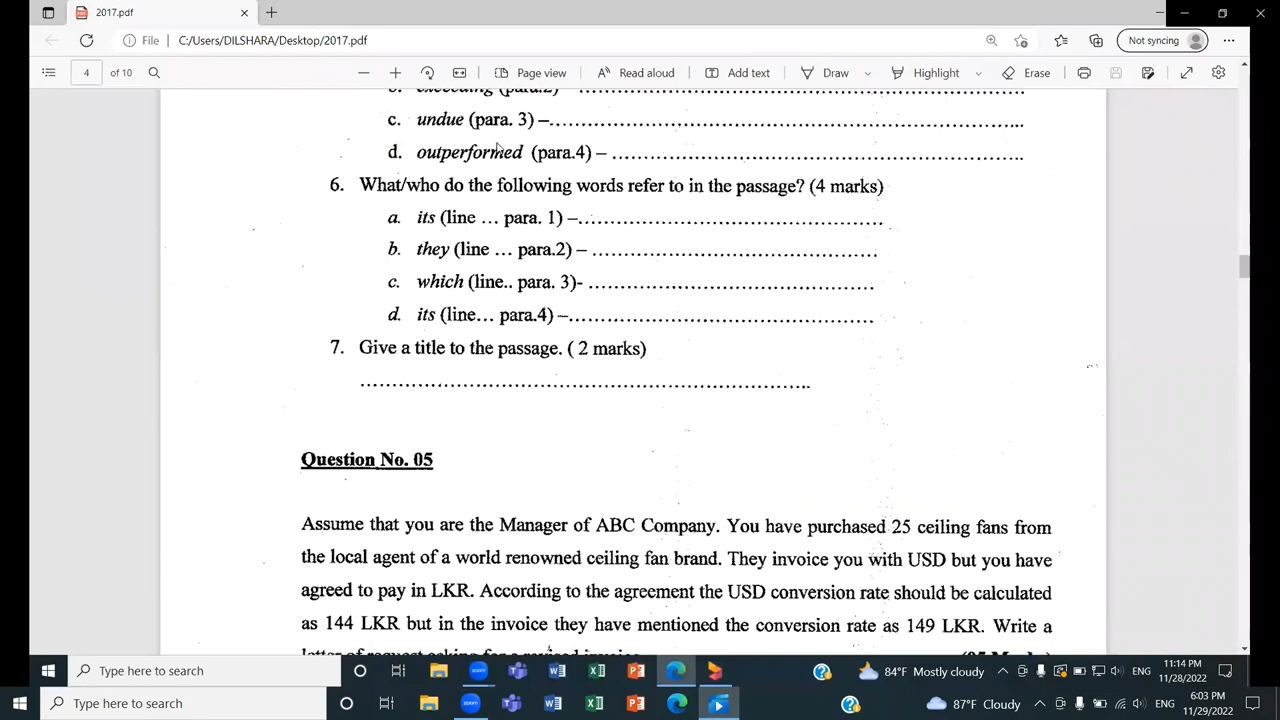 2017.pdf
File C:/Users/DILSHARA/Desktop/2017.pdf Not syncing
4 of 10 Page view Read aloud Add text Draw Highlight Erase
c. undue (para. 3) –
d. outperformed (para.4) –
6. What/who do the following words refer to in the passage? (4 marks)
a. its (line ... para. 1) –
b. they (line ... para.2) –
c. which (line.. para. 3)-
d. its (line... para.4) –
7. Give a title to the passage. ( 2 marks)
Question No. 05
Assume that you are the Manager of ABC Company. You have purchased 25 ceiling fans from
the local agent of a world renowned ceiling fan brand. They invoice you with USD but you have
agreed to pay in LKR. According to the agreement the USD conversion rate should be calculated
as 144 LKR but in the invoice they have mentioned the conversion rate as 149 LKR. Write a
Type here to search zoom 84°F Mostly cloudy ENG 11:14 PM
11/28/2022
Type here to search zoom 87°F Cloudy ENG 6:03 PM
11/29/2022